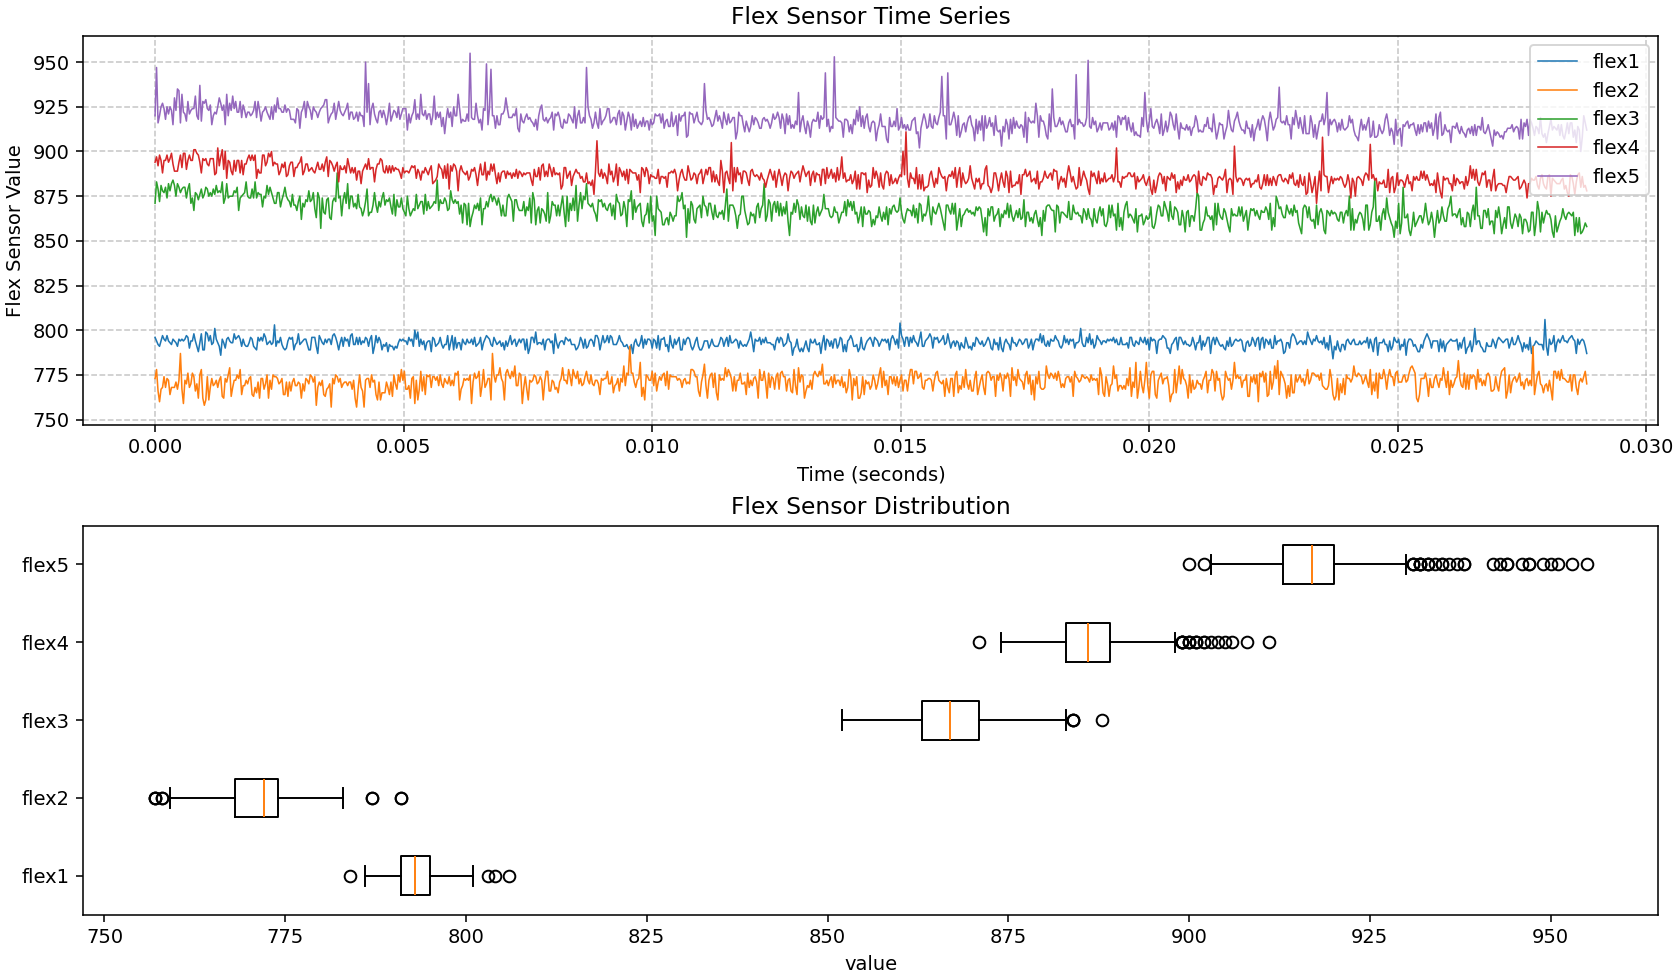 Flex Sensor Time Series
Flex Sensor Value
950
925
900
875
850
825
800
775
750
flex1
flex2
flex3
flex4
flex5
0.000 0.005 0.010 0.015 0.020 0.025 0.030
Time (seconds)
Flex Sensor Distribution
flex5
flex4
flex3
flex2
flex1
750 775 800 825 850 875 900 925 950
value